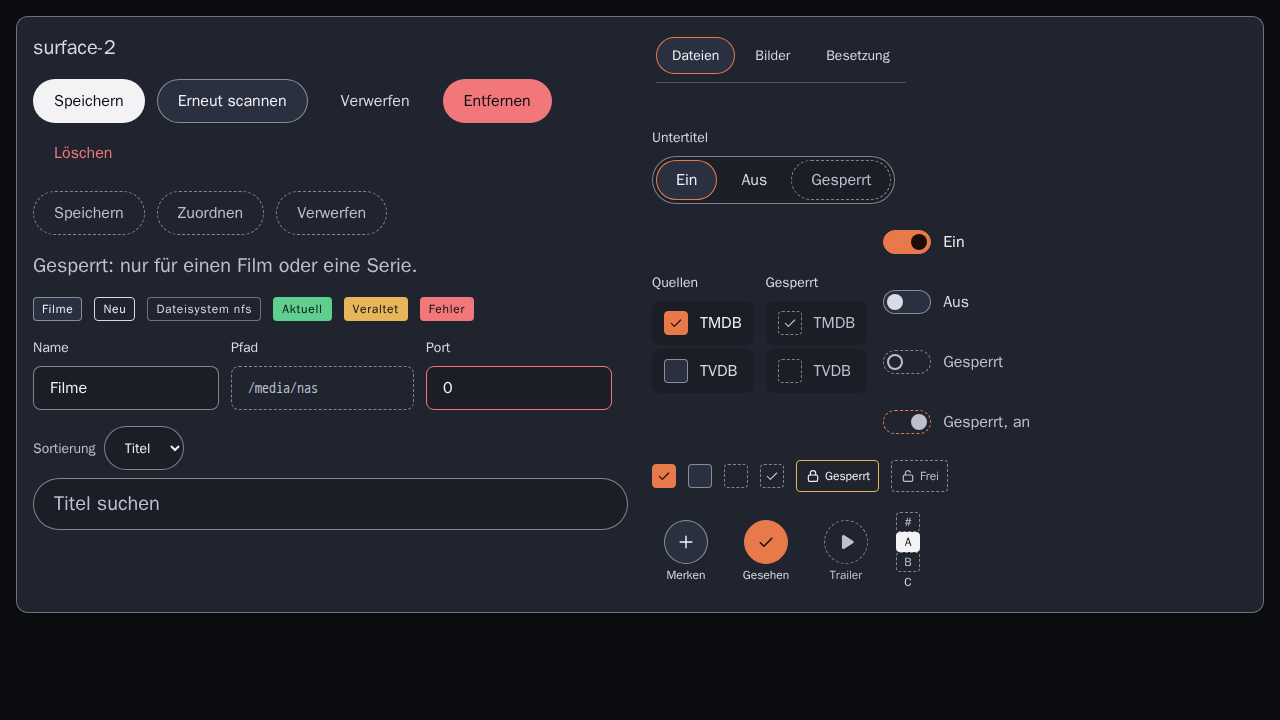 surface-2
Speichern Erneut scannen Verwerfen Entfernen
Löschen
Speichern Zuordnen Verwerfen
Gesperrt: nur für einen Film oder eine Serie.
Filme Neu Dateisystem nfs Aktuell Veraltet Fehler
Name Pfad Port
Filme /media/nas 0
Sortierung Titel
Titel suchen
Dateien Bilder Besetzung
Untertitel
Ein Aus Gesperrt
Quellen Gesperrt
TMDB TMDB
TVDB TVDB
Ein
Aus
Gesperrt
Gesperrt, an
Gesperrt Frei
Merken Gesehen Trailer
#
A
B
C